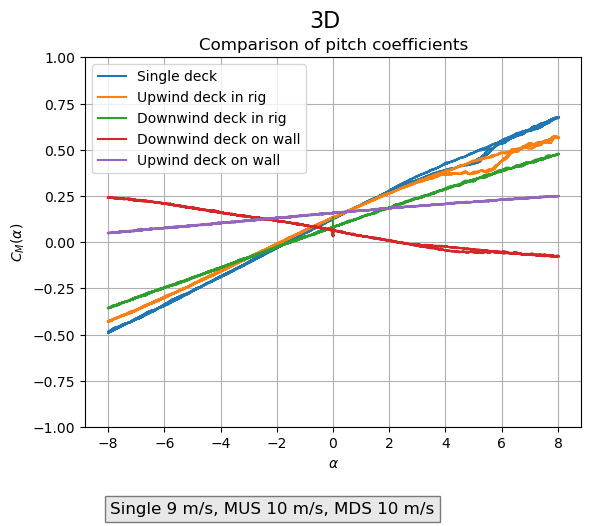 3D
Comparison of pitch coefficients
Single deck
Upwind deck in rig
Downwind deck in rig
Downwind deck on wall
Upwind deck on wall
1.00
0.75
0.50
0.25
0.00
−0.25
−0.50
−0.75
−1.00
C_M(α)
−8 −6 −4 −2 0 2 4 6 8
α
Single 9 m/s, MUS 10 m/s, MDS 10 m/s